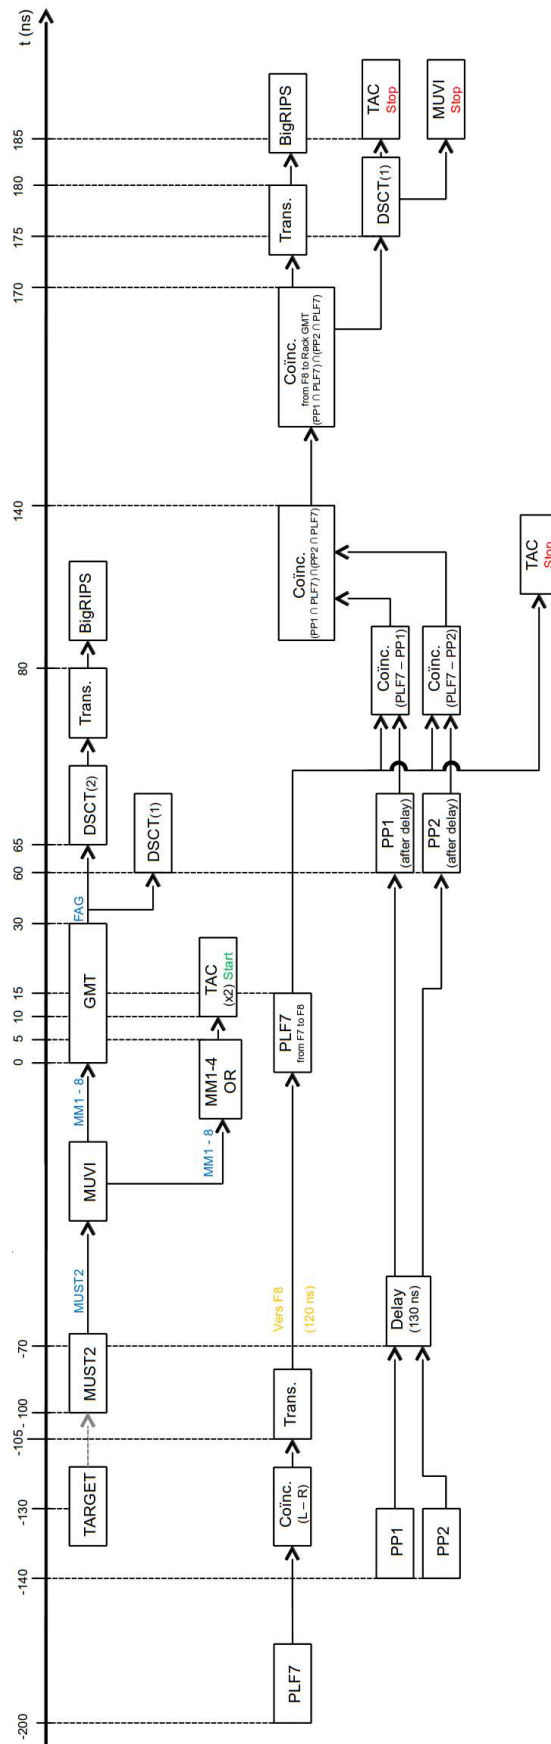 t (ns)
-200
-140
-130
-105
-100
-70
0
5
10
15
30
60
65
80
140
170
175
180
185
TARGET
MUST2
MUST2
MUVI
MM1 - 8
GMT
FAG
DSCT(2)
Trans.
BigRIPS
DSCT(1)
MM1 - 8
MM1-4
OR
TAC
(x2) Start
PLF7
Coïnc.
(L – R)
Trans.
Vers F8
(120 ns)
PLF7
from F7 to F8
Coïnc.
(PP1 ∩ PLF7)∩(PP2 ∩ PLF7)
Coïnc.
from F8 to Rack GMT
(PP1 ∩ PLF7)∩(PP2 ∩ PLF7)
Trans.
BigRIPS
DSCT(1)
TAC
Stop
MUVI
Stop
PP1
PP2
Delay
(130 ns)
PP1
(after delay)
PP2
(after delay)
Coïnc.
(PLF7 – PP1)
Coïnc.
(PLF7 – PP2)
TAC
Stop